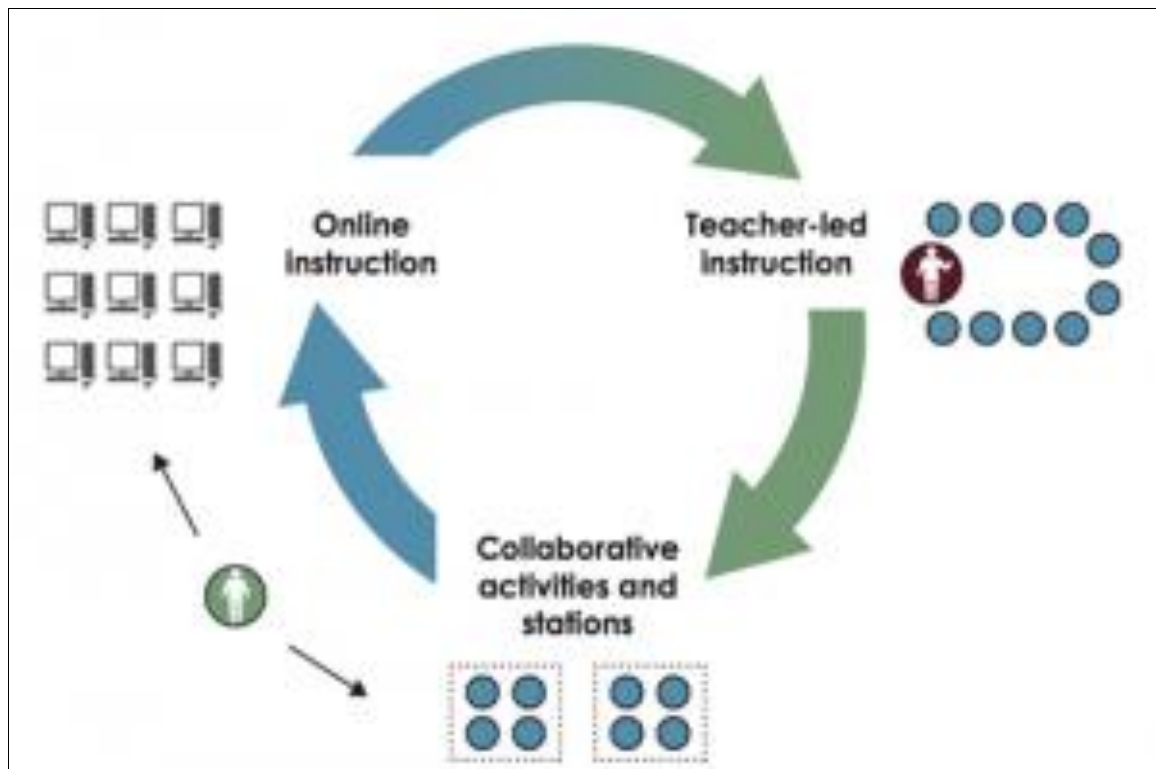 Online
instruction
Teacher-led
instruction
Collaborative
activities and
stations